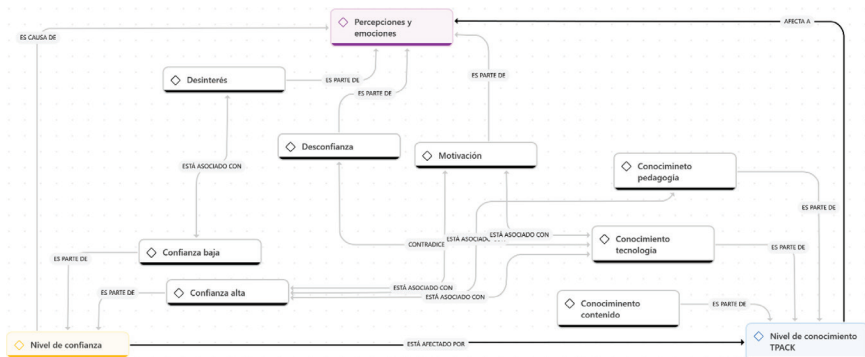 Percepciones y
emociones
ES CAUSA DE
AFECTA A
Desinterés
ES PARTE DE
ES PARTE DE
ES PARTE DE
Desconfianza
Motivación
ESTÁ ASOCIADO CON
Conocimineto
pedagogía
ES PARTE DE
CONTRADICE
ESTÁ ASOCIADO CON
ESTÁ ASOCIADO CON
Conocimiento
tecnología
ES PARTE DE
Confianza baja
ES PARTE DE
Confianza alta
ES PARTE DE
ESTÁ ASOCIADO CON
ESTÁ ASOCIADO CON
Conociminento
contenido
ES PARTE DE
Nivel de confianza
ESTÁ AFECTADO POR
Nivel de conocimiento
TPACK